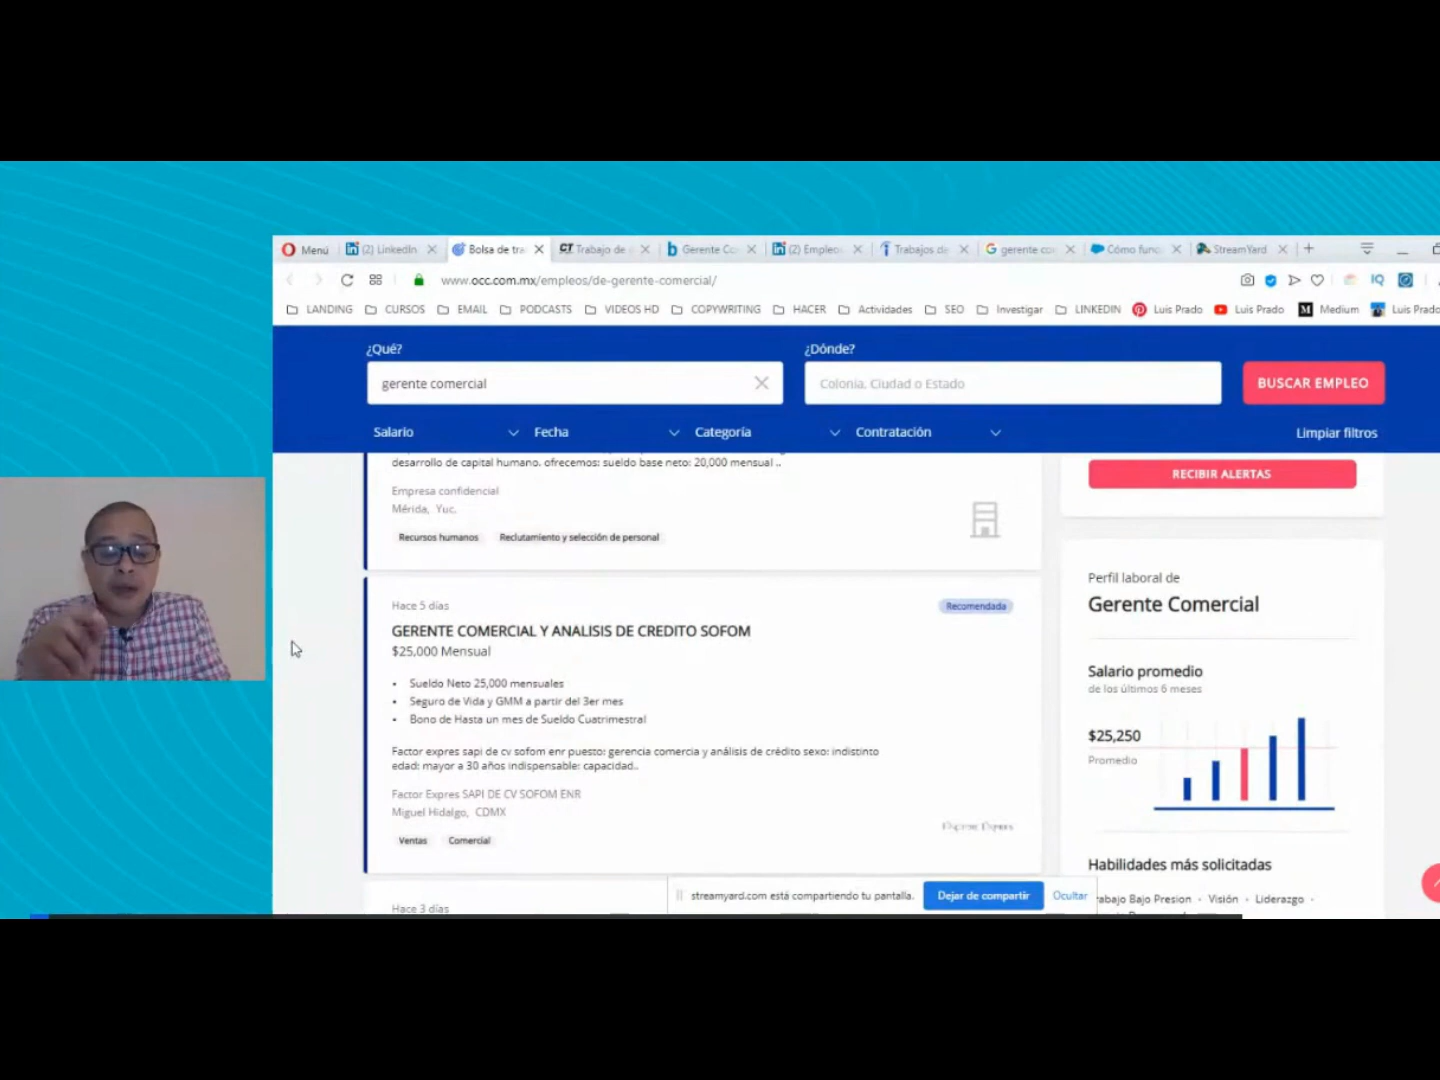 Menú
(2) LinkedIn
Bolsa de tra
CT Trabajo de
Gerente Co
(2) Empleo
Trabajos de
gerente co
Cómo func
StreamYard
www.occ.com.mx/empleos/de-gerente-comercial/
IQ
LANDING CURSOS EMAIL PODCASTS VIDEOS HD COPYWRITING HACER Actividades SEO Investigar LINKEDIN Luis Prado Luis Prado M Medium Luis Prado
¿Qué?
¿Dónde?
gerente comercial
Colonia, Ciudad o Estado
BUSCAR EMPLEO
Salario
Fecha
Categoría
Contratación
Limpiar filtros
desarrollo de capital humano. ofrecemos: sueldo base neto: 20,000 mensual ..
Empresa confidencial
Mérida, Yuc.
Recursos humanos
Reclutamiento y selección de personal
RECIBIR ALERTAS
Hace 5 días
Recomendada
GERENTE COMERCIAL Y ANALISIS DE CREDITO SOFOM
$25,000 Mensual
• Sueldo Neto 25,000 mensuales
• Seguro de Vida y GMM a partir del 3er mes
• Bono de Hasta un mes de Sueldo Cuatrimestral
Factor expres sapi de cv sofom enr puesto: gerencia comercia y análisis de crédito sexo: indistinto
edad: mayor a 30 años indispensable: capacidad..
Factor Expres SAPI DE CV SOFOM ENR
Miguel Hidalgo, CDMX
Ventas
Comercial
Hace 3 días
Perfil laboral de
Gerente Comercial
Salario promedio
de los últimos 6 meses
$25,250
Promedio
Habilidades más solicitadas
rabajo Bajo Presion • Visión • Liderazgo •
streamyard.com está compartiendo tu pantalla.
Dejar de compartir
Ocultar